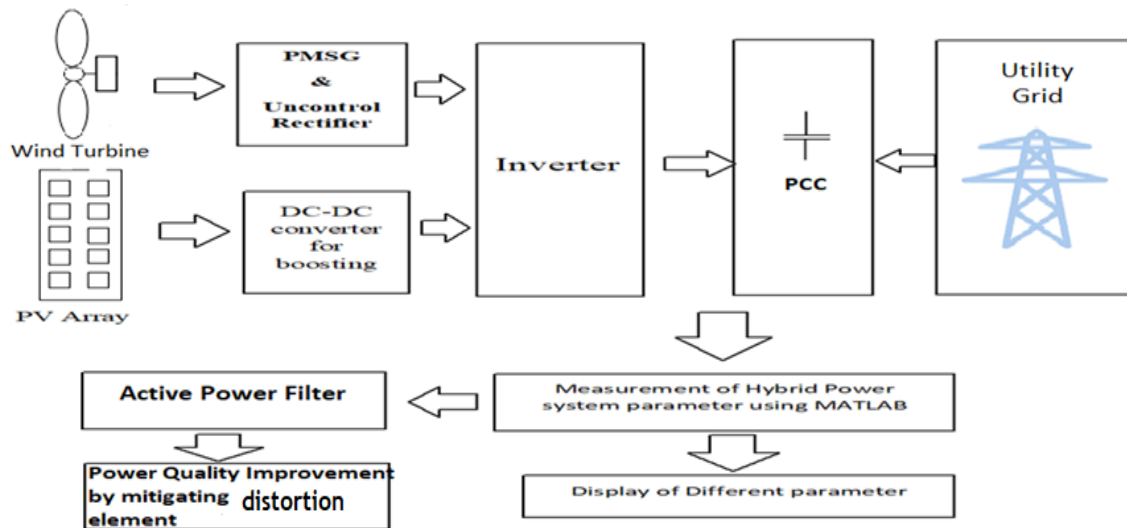 Wind Turbine
PMSG
&
Uncontrol
Rectifier
Inverter
PCC
Utility
Grid
PV Array
DC-DC
converter
for
boosting
Active Power Filter
Measurement of Hybrid Power
system parameter using MATLAB
Power Quality Improvement
by mitigating distortion
element
Display of Different parameter